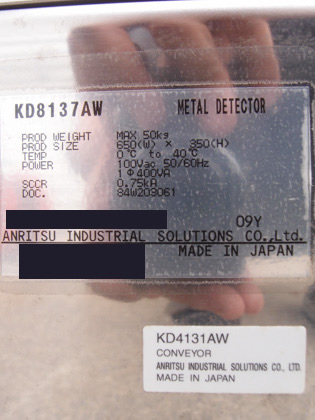 KD8137AW METAL DETECTOR
PROD WEIGHT MAX 50kg
PROD SIZE 650(W) × 350(H)
TEMP 0℃ to 40℃
POWER 100Vac 50/60Hz
1Φ400VA
SCCR 0.75kA
DOC. 84W203061
09Y
ANRITSU INDUSTRIAL SOLUTIONS CO.,Ltd.
MADE IN JAPAN
KD4131AW
CONVEYOR
ANRITSU INDUSTRIAL SOLUTIONS CO., LTD.
MADE IN JAPAN